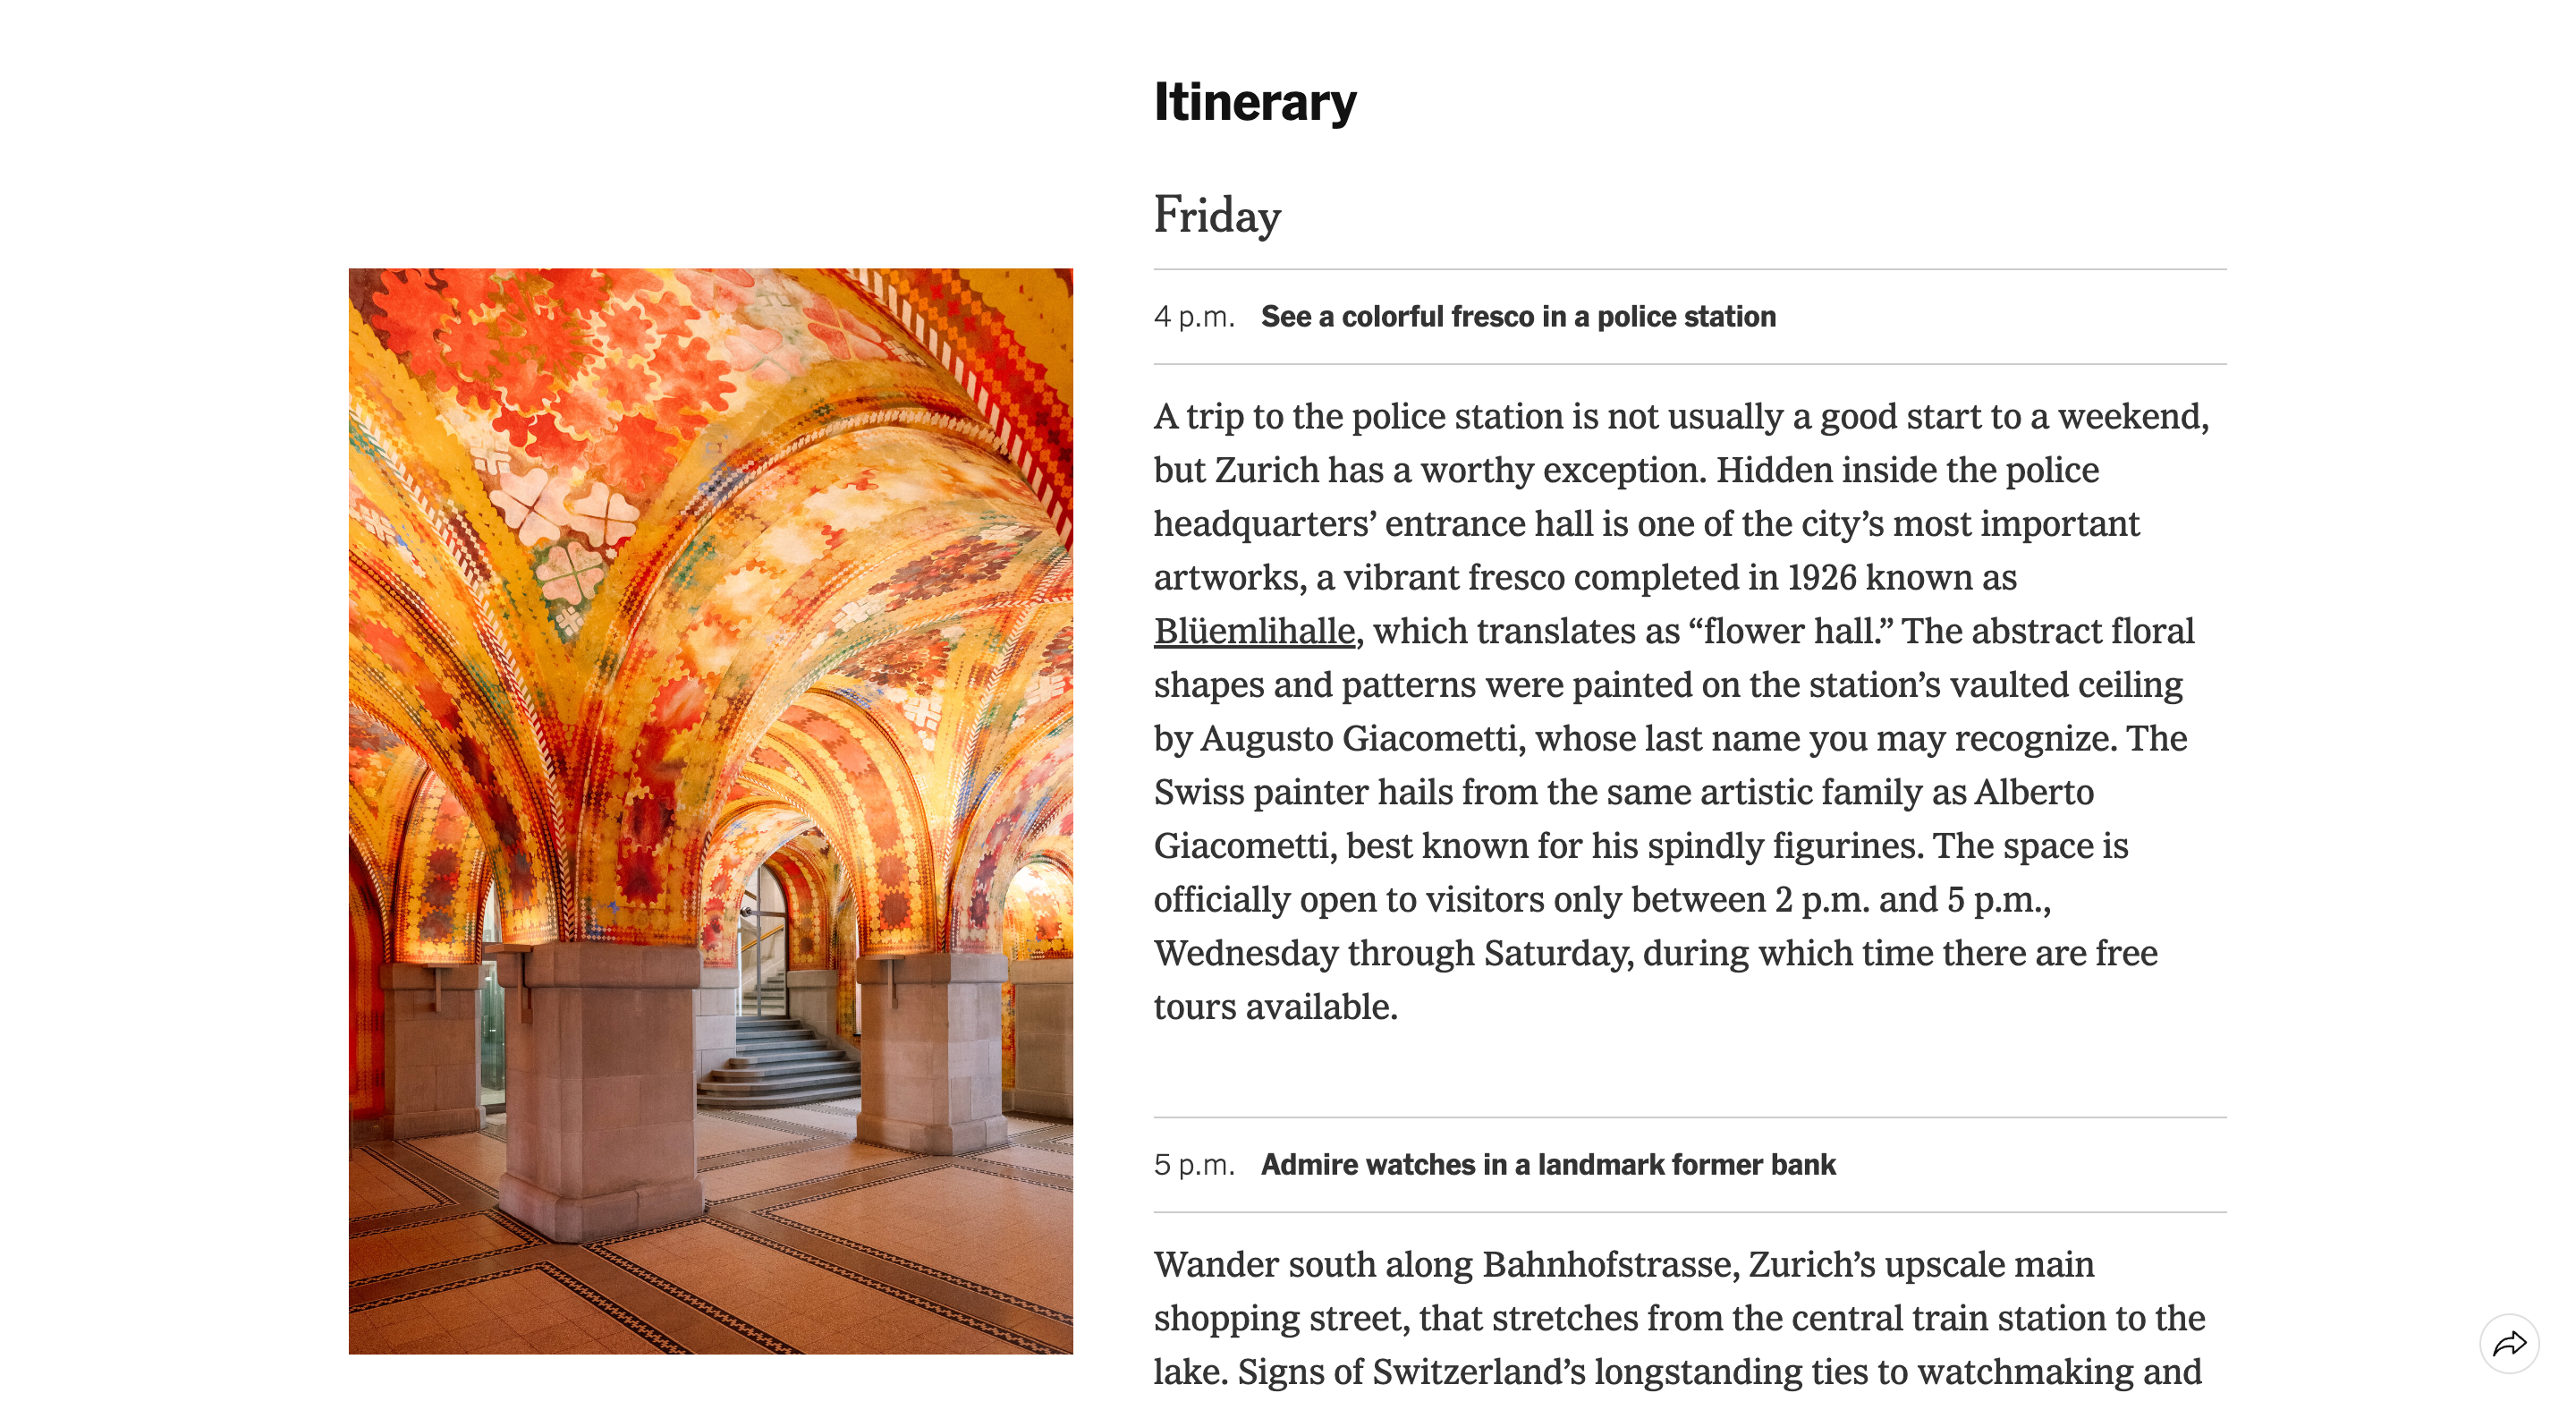 Itinerary
Friday
4 p.m. See a colorful fresco in a police station
A trip to the police station is not usually a good start to a weekend,
but Zurich has a worthy exception. Hidden inside the police
headquarters’ entrance hall is one of the city’s most important
artworks, a vibrant fresco completed in 1926 known as
Blüemlihalle, which translates as “flower hall.” The abstract floral
shapes and patterns were painted on the station’s vaulted ceiling
by Augusto Giacometti, whose last name you may recognize. The
Swiss painter hails from the same artistic family as Alberto
Giacometti, best known for his spindly figurines. The space is
officially open to visitors only between 2 p.m. and 5 p.m.,
Wednesday through Saturday, during which time there are free
tours available.
5 p.m. Admire watches in a landmark former bank
Wander south along Bahnhofstrasse, Zurich’s upscale main
shopping street, that stretches from the central train station to the
lake. Signs of Switzerland’s longstanding ties to watchmaking and